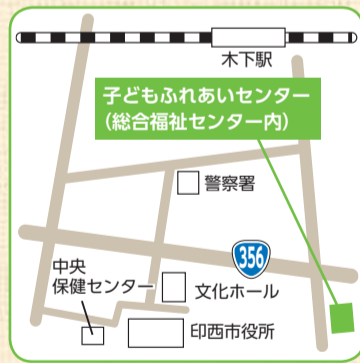 木下駅
子どもふれあいセンター
(総合福祉センター内)
警察署
356
中央
保健センター
文化ホール
印西市役所